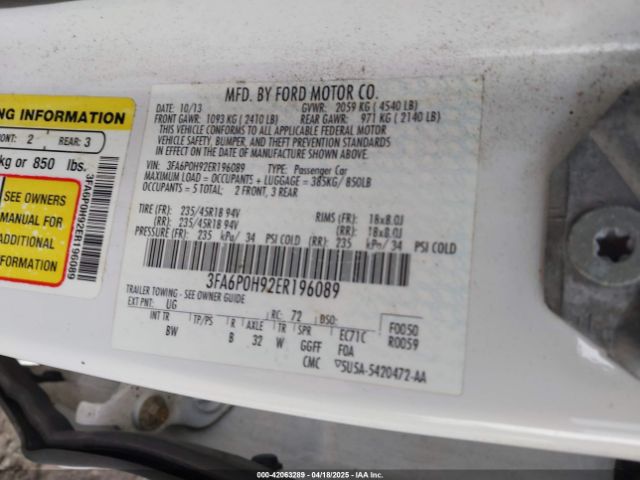 NG INFORMATION
RONT: 2 REAR: 3
kg or 850 lbs.
SEE OWNERS
MANUAL FOR
ADDITIONAL
INFORMATION
3FA6P0H92ER196089
MFD. BY FORD MOTOR CO.
DATE: 10/13 GVWR: 2059 KG ( 4540 LB)
FRONT GAWR: 1093 KG ( 2410 LB) REAR GAWR: 971 KG ( 2140 LB)
THIS VEHICLE CONFORMS TO ALL APPLICABLE FEDERAL MOTOR
VEHICLE SAFETY, BUMPER, AND THEFT PREVENTION STANDARDS
IN EFFECT ON THE DATE OF MANUFACTURE SHOWN ABOVE.
VIN: 3FA6P0H92ER196089 TYPE: Passenger Car
MAXIMUM LOAD = OCCUPANTS + LUGGAGE = 385KG/850LB
OCCUPANTS = 5 TOTAL: 2 FRONT, 3 REAR
TIRE (FR): 235/45R18 94V RIMS (FR): 18x8.0J
(RR): 235/45R18 94V (RR): 18x8.0J
PRESSURE (FR): 235 kPa/ 34 PSI COLD (RR): 235 kPa/ 34 PSI COLD
3FA6P0H92ER196089
TRAILER TOWING - SEE OWNER GUIDE
EXT PNT: UG RC: 72 DSO: F0050
INT TR TP/PS R AXLE TR SPR EC71C R0059
BW B 32 W GGFF F0A
CMC ▽5U5A-5420472-AA
© IAA - 42063289 - 04/18/2025 - IAAI.com